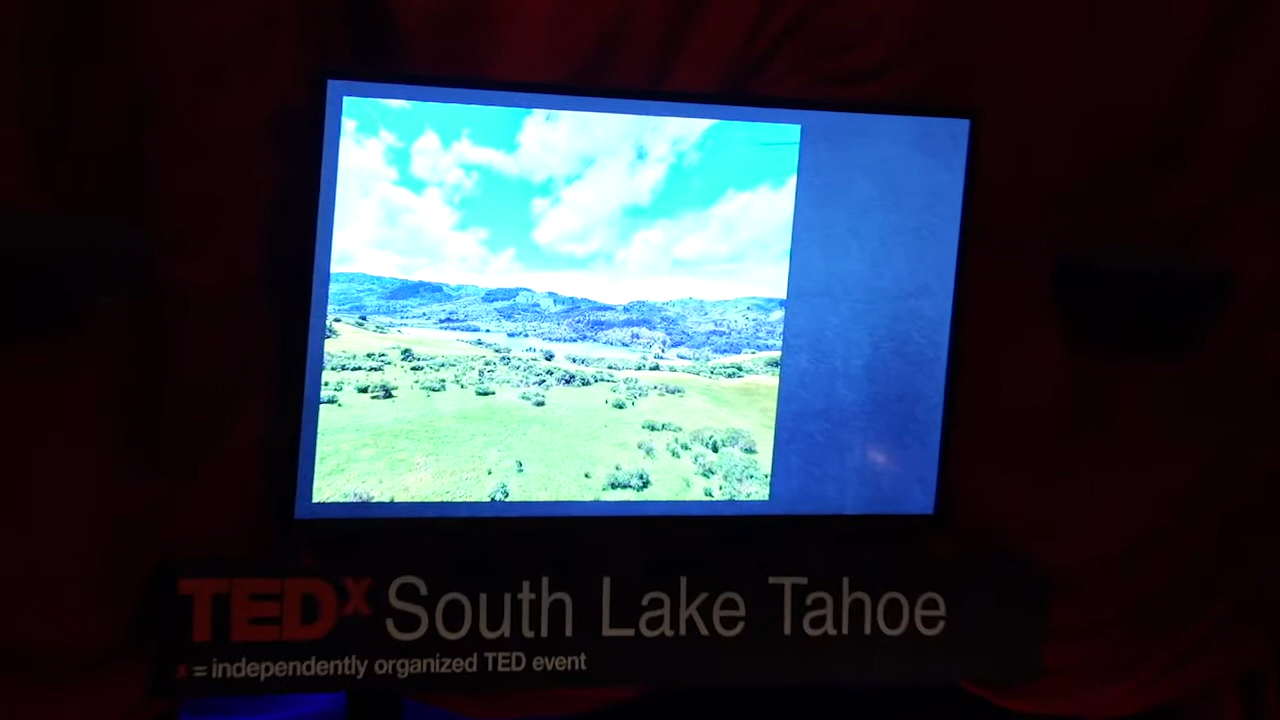 TEDx South Lake Tahoe
x = independently organized TED event